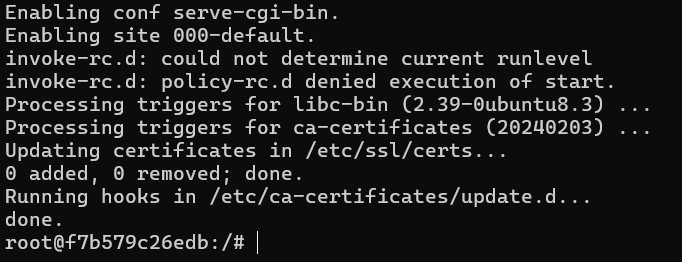 Enabling conf serve-cgi-bin.
Enabling site 000-default.
invoke-rc.d: could not determine current runlevel
invoke-rc.d: policy-rc.d denied execution of start.
Processing triggers for libc-bin (2.39-0ubuntu8.3) ...
Processing triggers for ca-certificates (20240203) ...
Updating certificates in /etc/ssl/certs...
0 added, 0 removed; done.
Running hooks in /etc/ca-certificates/update.d...
done.
root@f7b579c26edb:/#